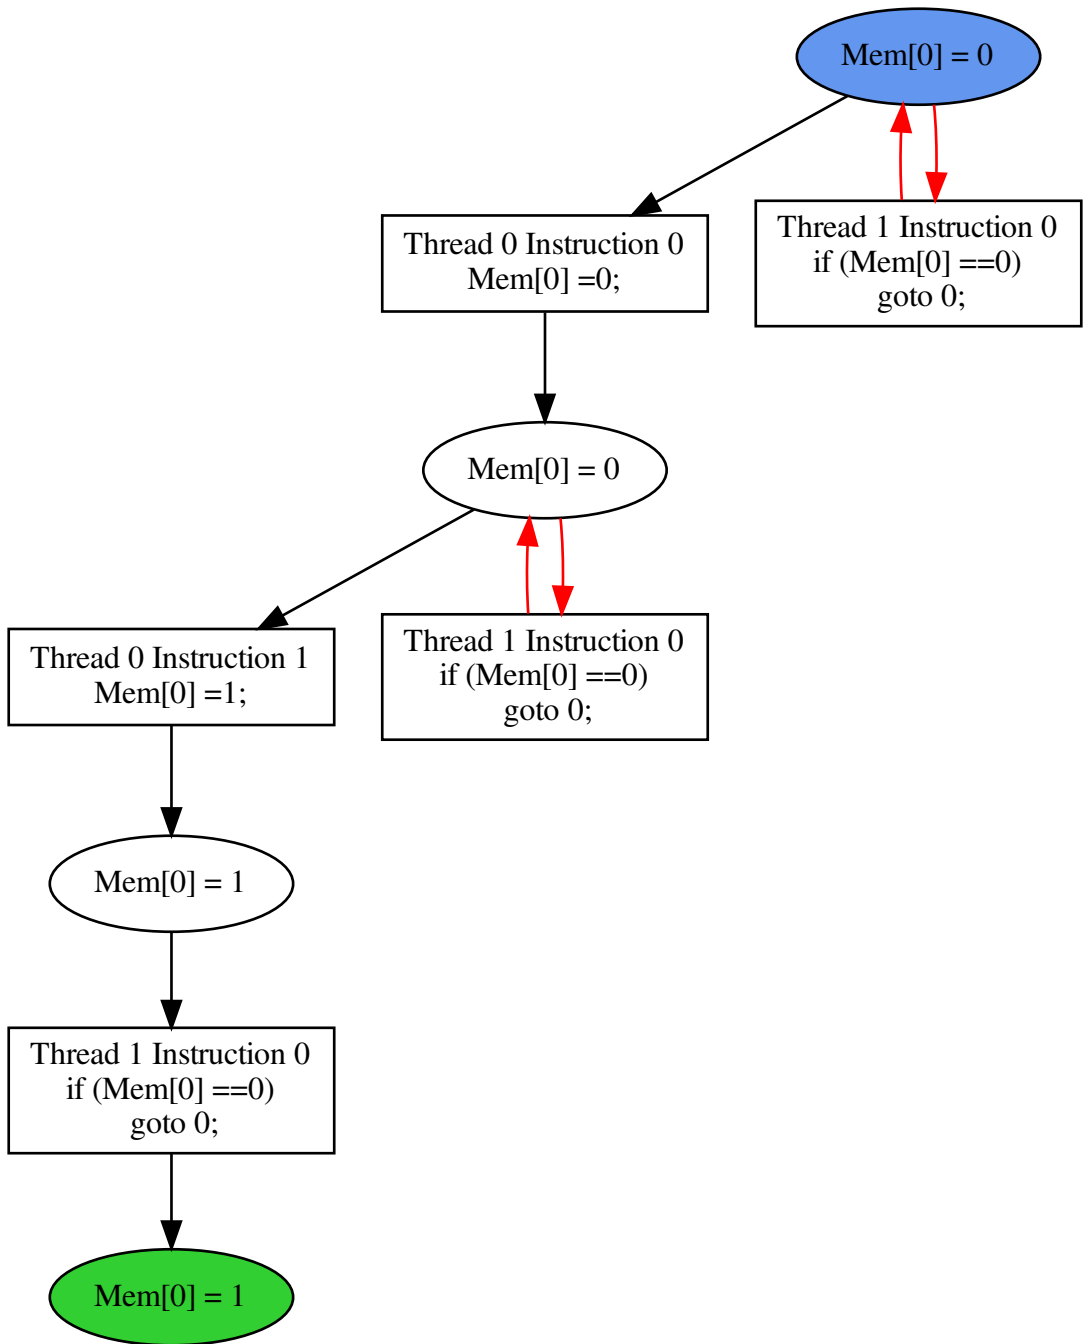 Mem[0] = 0
Thread 0 Instruction 0
Mem[0] =0;
Thread 1 Instruction 0
if (Mem[0] ==0)
goto 0;
Mem[0] = 0
Thread 0 Instruction 1
Mem[0] =1;
Thread 1 Instruction 0
if (Mem[0] ==0)
goto 0;
Mem[0] = 1
Thread 1 Instruction 0
if (Mem[0] ==0)
goto 0;
Mem[0] = 1